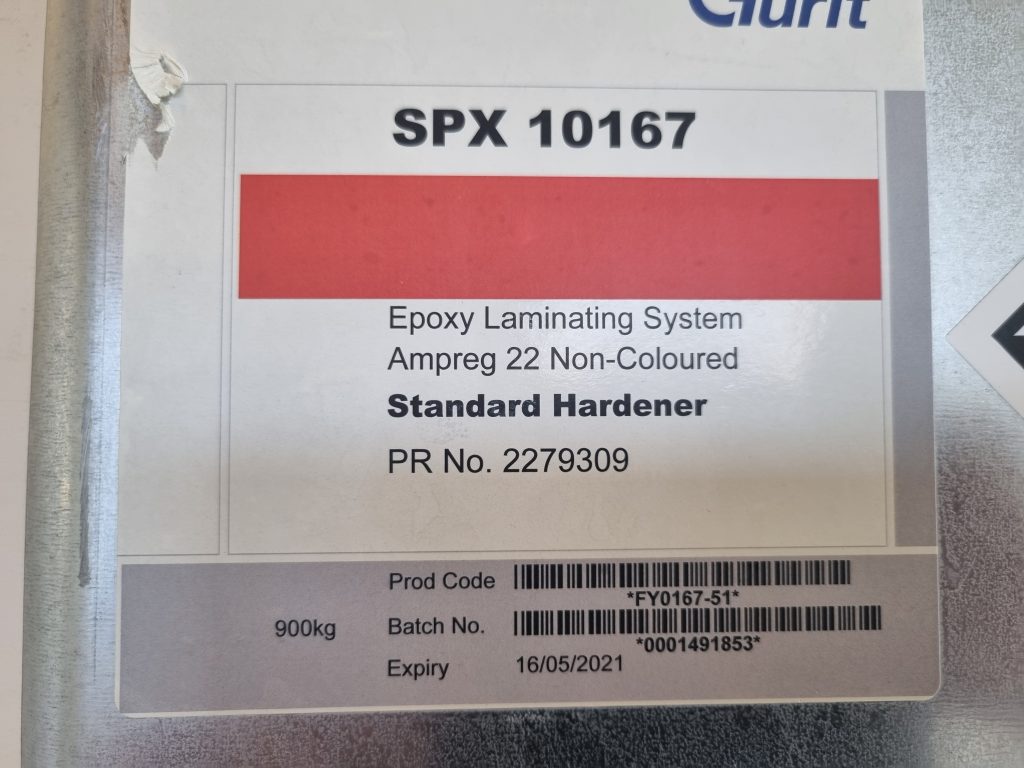 Gurit
SPX 10167
Epoxy Laminating System
Ampreg 22 Non-Coloured
Standard Hardener
PR No. 2279309
900kg
Prod Code
*FY0167-51*
Batch No.
*0001491853*
Expiry 16/05/2021